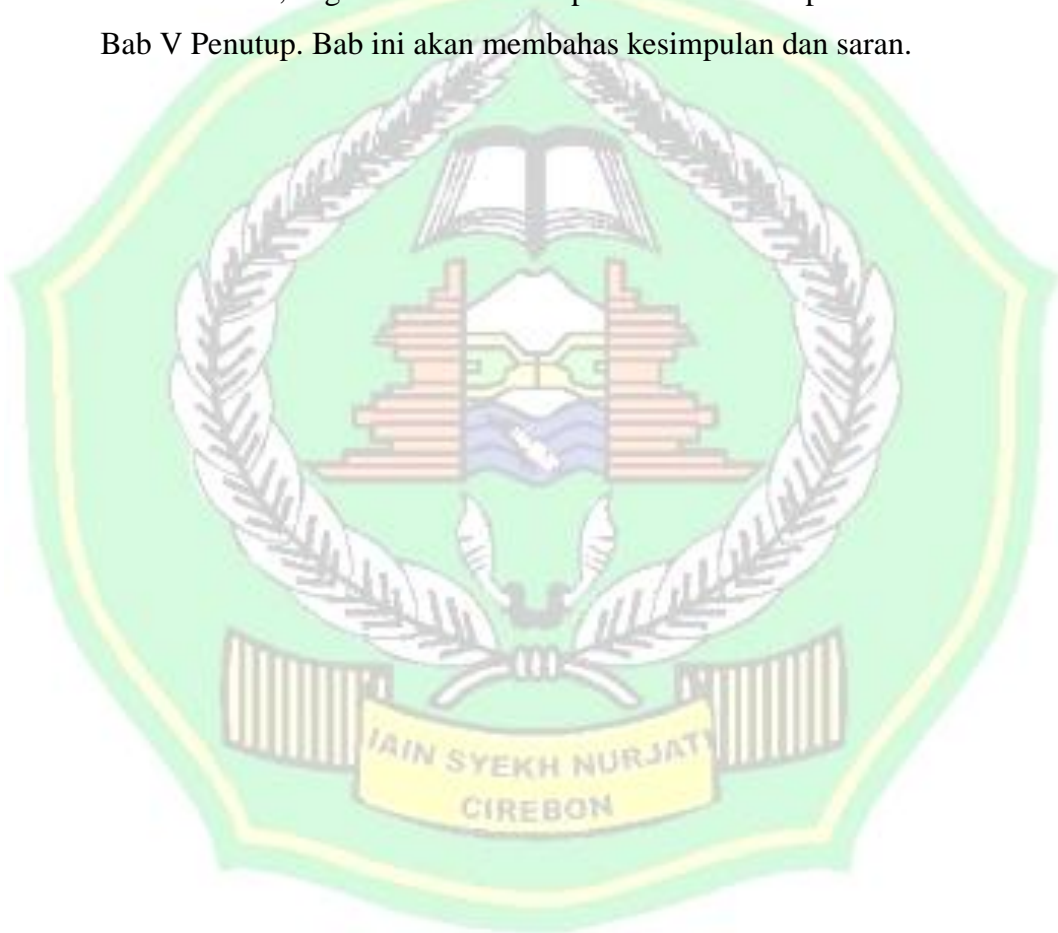 Bab V Penutup. Bab ini akan membahas kesimpulan dan saran.
IAIN SYEKH NURJATI
CIREBON